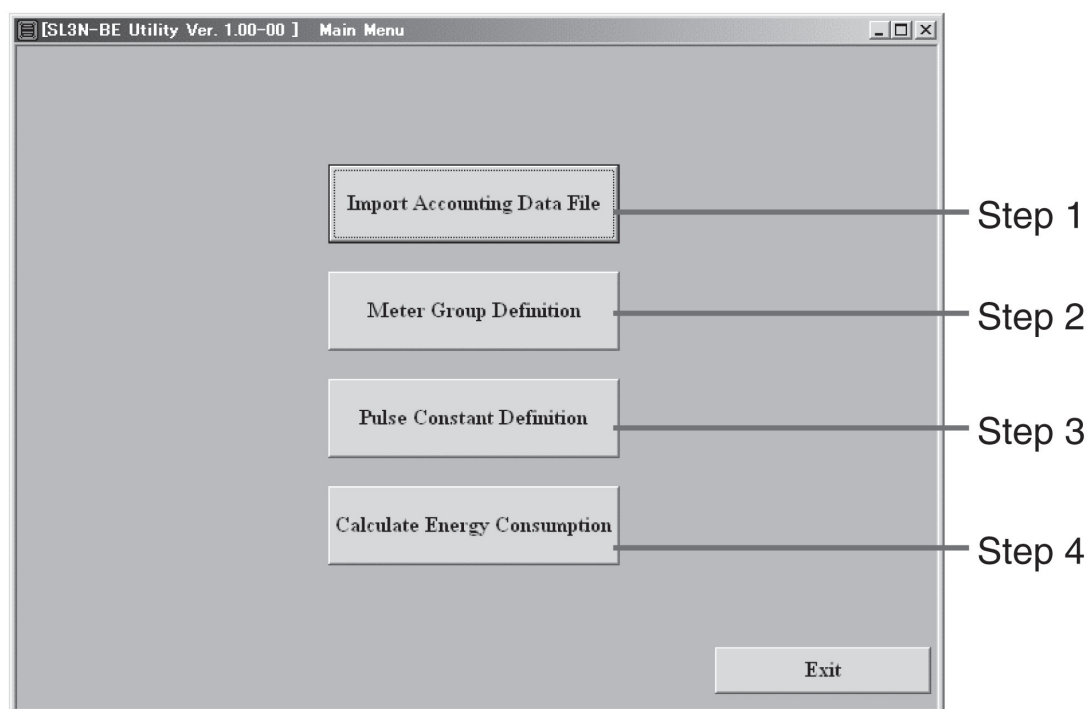 [SL3N-BE Utility Ver. 1.00-00 ] Main Menu
Import Accounting Data File
Step 1
Meter Group Definition
Step 2
Pulse Constant Definition
Step 3
Calculate Energy Consumption
Step 4
Exit